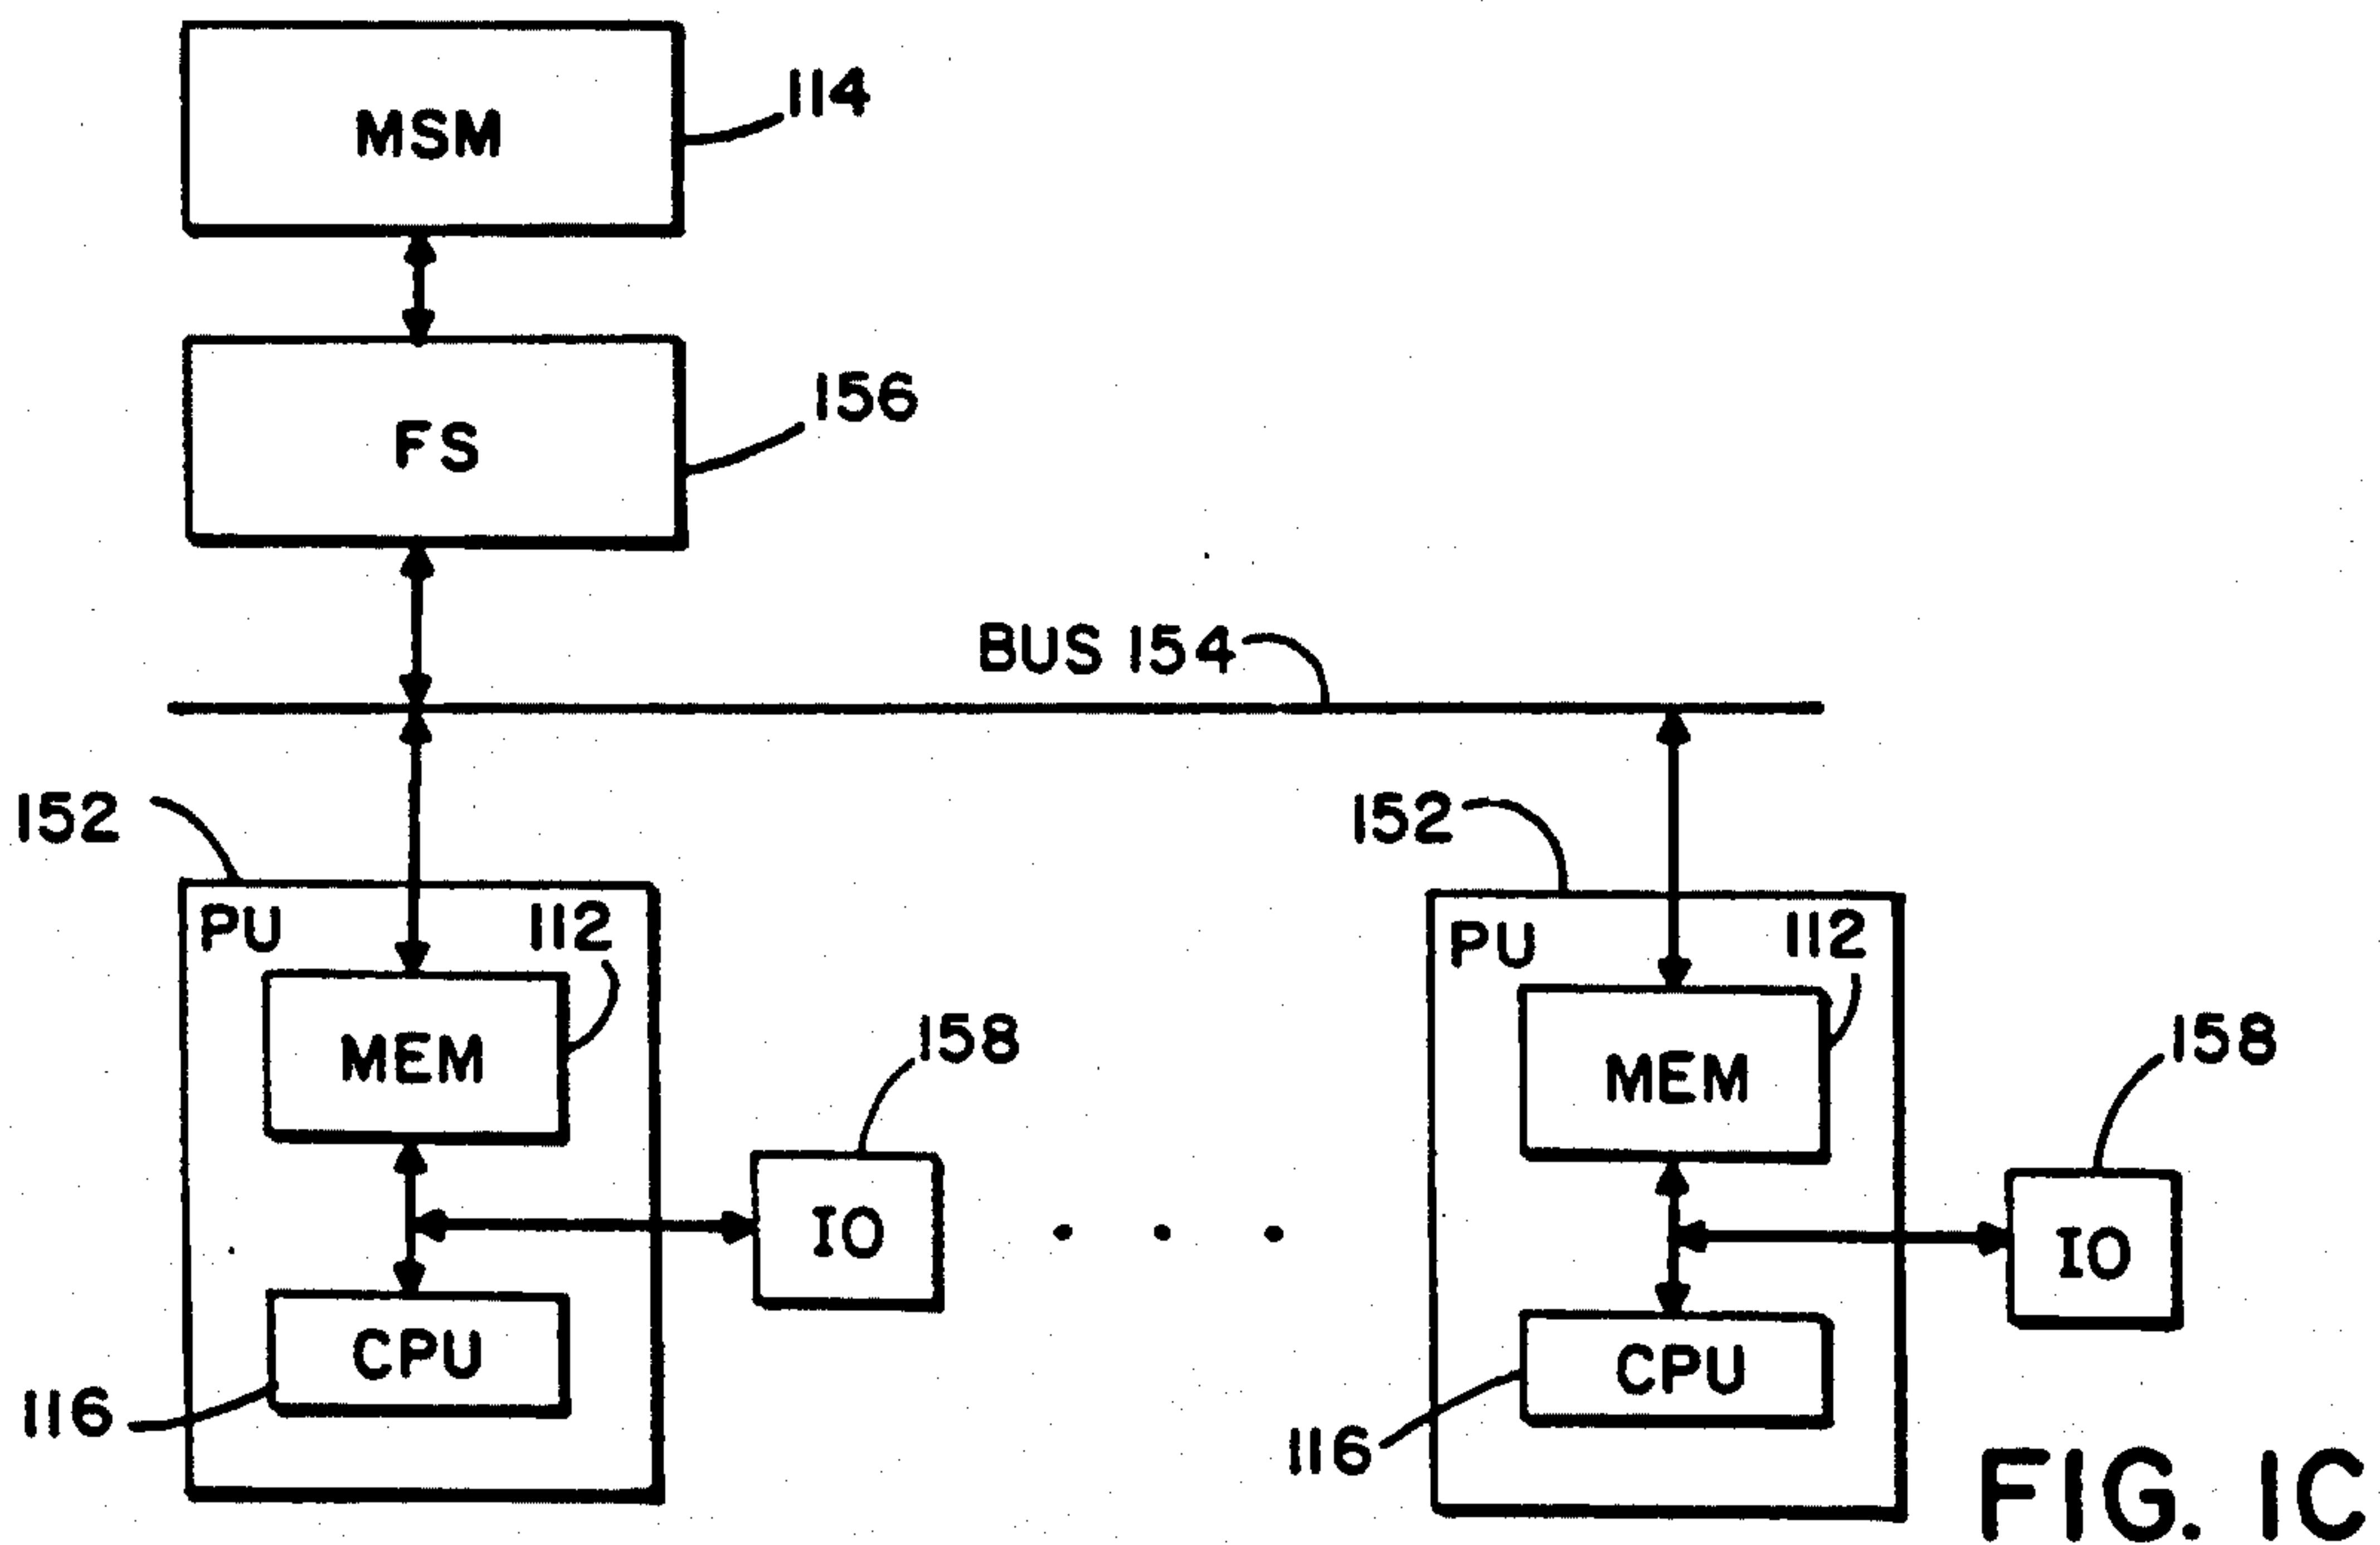 MSM
114
FS
156
BUS 154
152
152
PU
112
PU
112
MEM
158
MEM
158
IO
IO
CPU
CPU
116
116
FIG. 1C